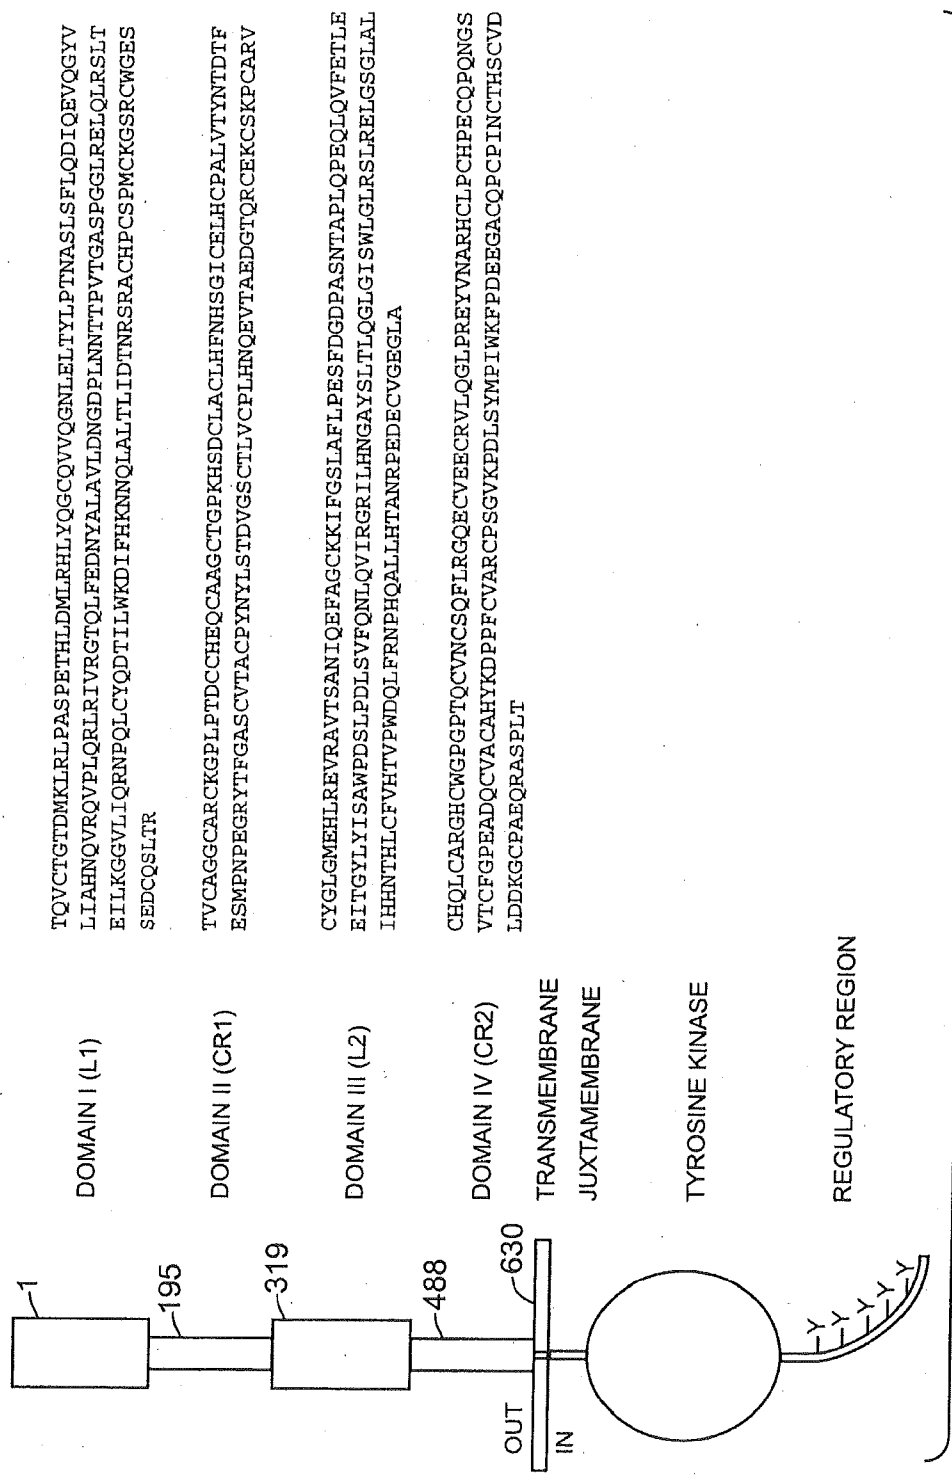 1
195
319
488
630
OUT
IN
Y
Y
Y
Y
Y
DOMAIN I (L1)
TQVCTGTDMKLRLPASPETHLDMLRHLYQGCQVVQGNLELTYLPTNASLSFLQDIQEVQGYV
LIAHNQVRQVPLQRLRIVRGTQLFEDNYALAVLDNGDPLNNTTPVTGASPGGLRELQLRSLT
EILKGGVLIQRNPQLCYQDTILWKDIFHKNNQLALTLIDTNRSRACHPCSPMCKGSRCWGES
SEDCQSLTR
DOMAIN II (CR1)
TVCAGGCARCKGPLPTDCCHEQCAAGCTGPKHSDCLACLHFNHSGICELHCPALVTYNTDTF
ESMPNPEGRYTFGASCVTACPYNYLSTDVGSCTLVCPLHNQEVTAEDGTQRCEKCSKPCARV
DOMAIN III (L2)
CYGLGMEHLREVRAVTSANIQEFAGCKKIFGSLAFLPESFDGDPASNTAPLQPEQLQVFETLE
EITGYLYISAWPDSLPDLSVFQNLQVIRGRILHNGAYSLTLQGLGISWLGLRSLRELGSGLAL
IHHNTHLCFVHTVPWDQLFRNPHQALLHTANRPEDECVGEGLA
DOMAIN IV (CR2)
CHQLCARGHCWGPGPTQCVNCSQFLRGQECVEECRVLQGLPREYVNARHCLPCHPECQPQNGS
VTCFGPEADQCVACAHYKDPPFCVARCPSGVKPDLSYMPIWKFPDEEGACQPCPINCTHSCVD
LDDKGCPAEQRASPLT
TRANSMEMBRANE
JUXTAMEMBRANE
TYROSINE KINASE
REGULATORY REGION